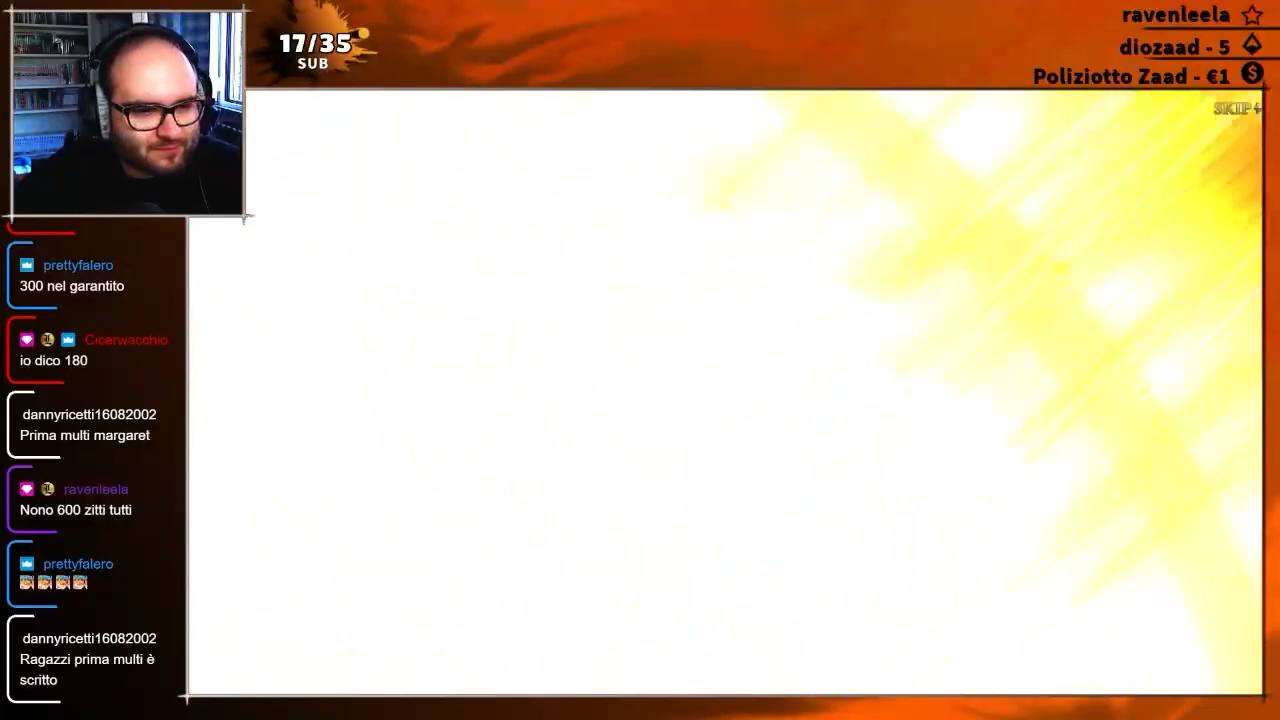 17/35
SUB
ravenleela
diozaad - 5
Poliziotto Zaad - €1
SKIP
prettyfalero
300 nel garantito
Cicerwacchio
io dico 180
dannyricetti16082002
Prima multi margaret
ravenleela
Nono 600 zitti tutti
prettyfalero
dannyricetti16082002
Ragazzi prima multi è
scritto